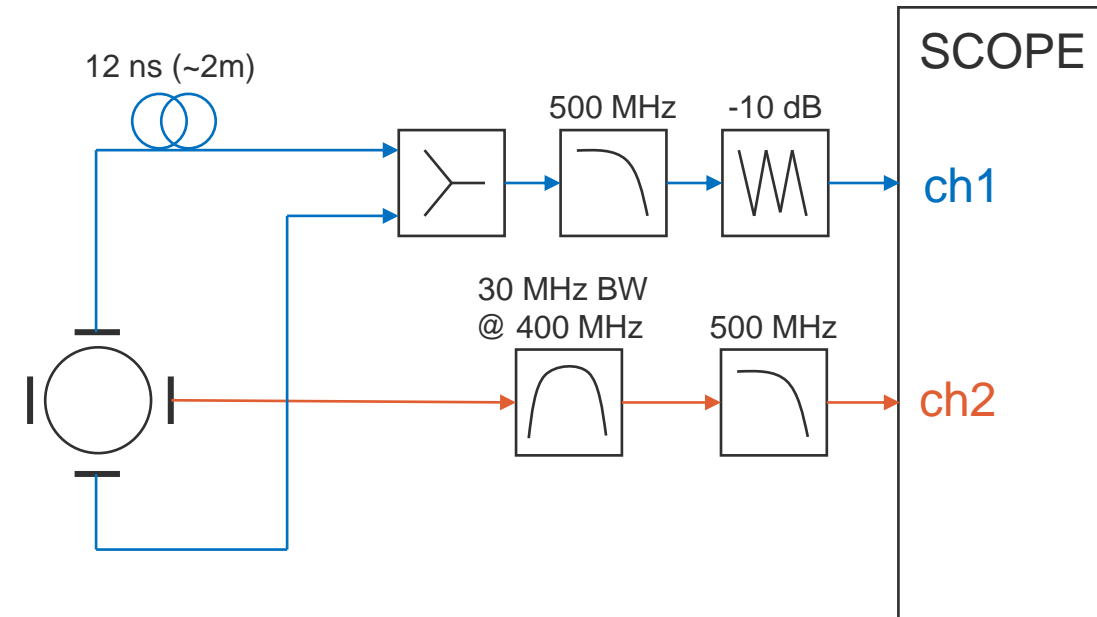 SCOPE
12 ns (~2m)
500 MHz
-10 dB
ch1
30 MHz BW
@ 400 MHz
500 MHz
ch2